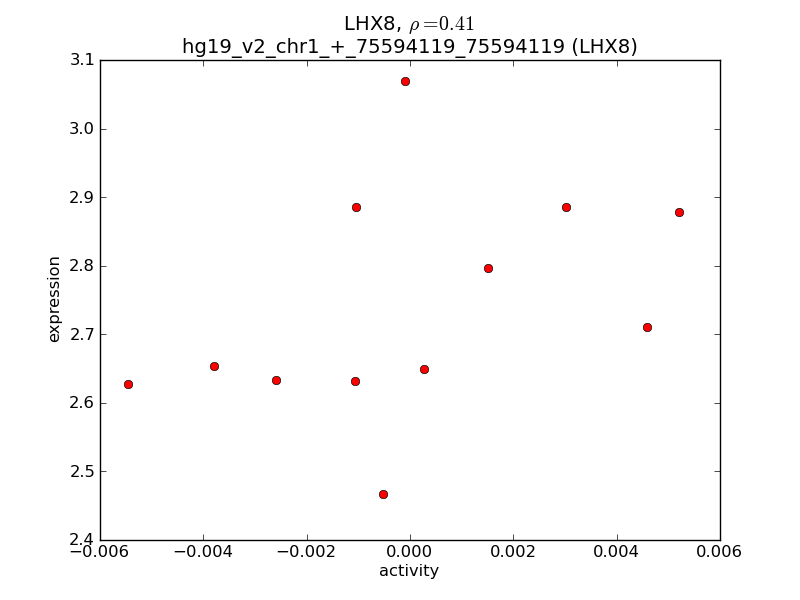 LHX8, ρ=0.41
hg19_v2_chr1_+_75594119_75594119 (LHX8)
3.1
3.0
2.9
2.8
2.7
2.6
2.5
2.4
expression
−0.006 −0.004 −0.002 0.000 0.002 0.004 0.006
activity